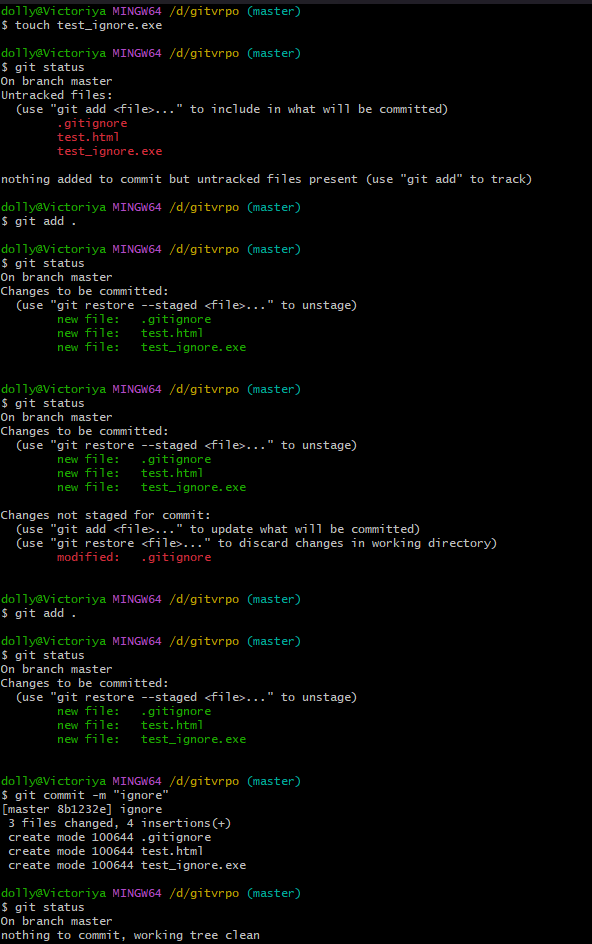 dolly@Victoriya MINGW64 /d/gitvrpo (master)
$ touch test_ignore.exe
dolly@Victoriya MINGW64 /d/gitvrpo (master)
$ git status
On branch master
Untracked files:
  (use "git add <file>..." to include in what will be committed)
        .gitignore
        test.html
        test_ignore.exe
nothing added to commit but untracked files present (use "git add" to track)
dolly@Victoriya MINGW64 /d/gitvrpo (master)
$ git add .
dolly@Victoriya MINGW64 /d/gitvrpo (master)
$ git status
On branch master
Changes to be committed:
  (use "git restore --staged <file>..." to unstage)
        new file:   .gitignore
        new file:   test.html
        new file:   test_ignore.exe
dolly@Victoriya MINGW64 /d/gitvrpo (master)
$ git status
On branch master
Changes to be committed:
  (use "git restore --staged <file>..." to unstage)
        new file:   .gitignore
        new file:   test.html
        new file:   test_ignore.exe
Changes not staged for commit:
  (use "git add <file>..." to update what will be committed)
  (use "git restore <file>..." to discard changes in working directory)
        modified:   .gitignore
dolly@Victoriya MINGW64 /d/gitvrpo (master)
$ git add .
dolly@Victoriya MINGW64 /d/gitvrpo (master)
$ git status
On branch master
Changes to be committed:
  (use "git restore --staged <file>..." to unstage)
        new file:   .gitignore
        new file:   test.html
        new file:   test_ignore.exe
dolly@Victoriya MINGW64 /d/gitvrpo (master)
$ git commit -m "ignore"
[master 8b1232e] ignore
 3 files changed, 4 insertions(+)
 create mode 100644 .gitignore
 create mode 100644 test.html
 create mode 100644 test_ignore.exe
dolly@Victoriya MINGW64 /d/gitvrpo (master)
$ git status
On branch master
nothing to commit, working tree clean